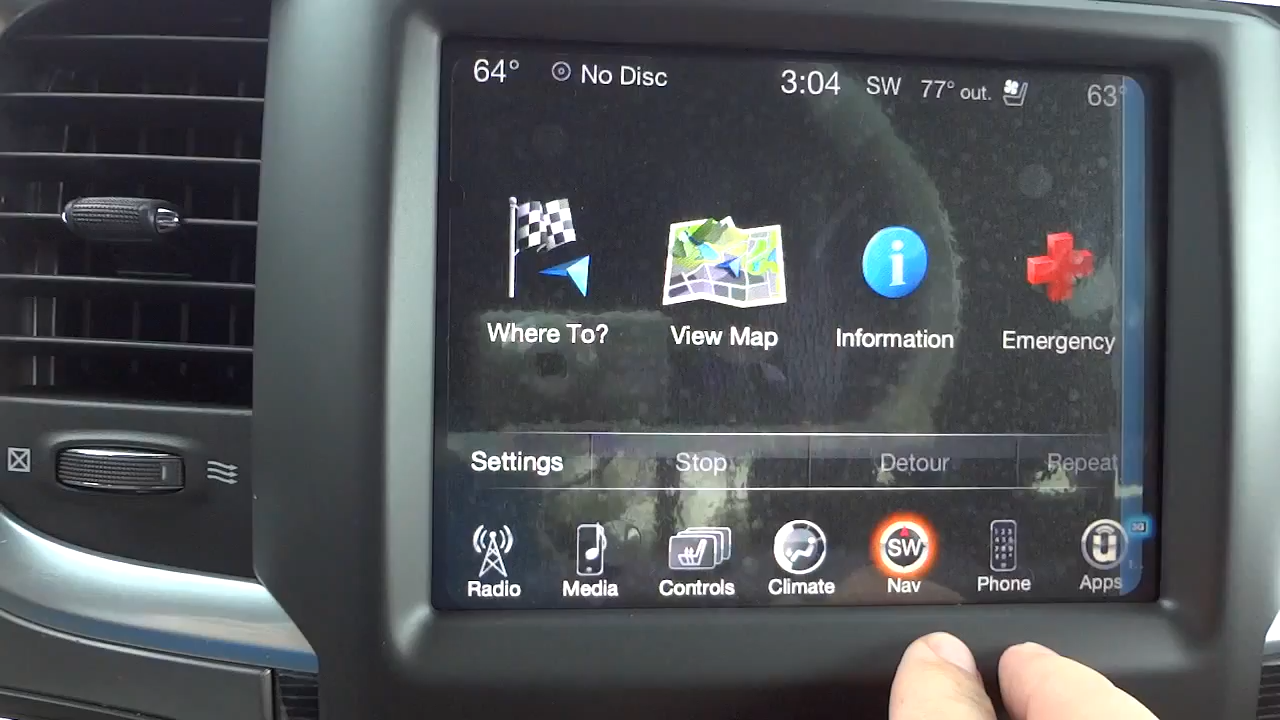 64° No Disc 3:04 SW 77° out. 63°
Where To? View Map Information Emergency
Settings Stop Detour Repeat
SW
3G
Radio Media Controls Climate Nav Phone Apps